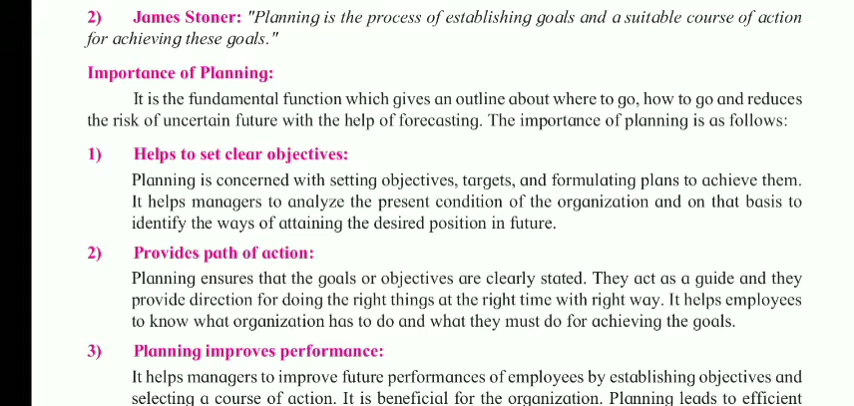 2) James Stoner: "Planning is the process of establishing goals and a suitable course of action
for achieving these goals."
Importance of Planning:
It is the fundamental function which gives an outline about where to go, how to go and reduces
the risk of uncertain future with the help of forecasting. The importance of planning is as follows:
1) Helps to set clear objectives:
Planning is concerned with setting objectives, targets, and formulating plans to achieve them.
It helps managers to analyze the present condition of the organization and on that basis to
identify the ways of attaining the desired position in future.
2) Provides path of action:
Planning ensures that the goals or objectives are clearly stated. They act as a guide and they
provide direction for doing the right things at the right time with right way. It helps employees
to know what organization has to do and what they must do for achieving the goals.
3) Planning improves performance:
It helps managers to improve future performances of employees by establishing objectives and
selecting a course of action. It is beneficial for the organization. Planning leads to efficient